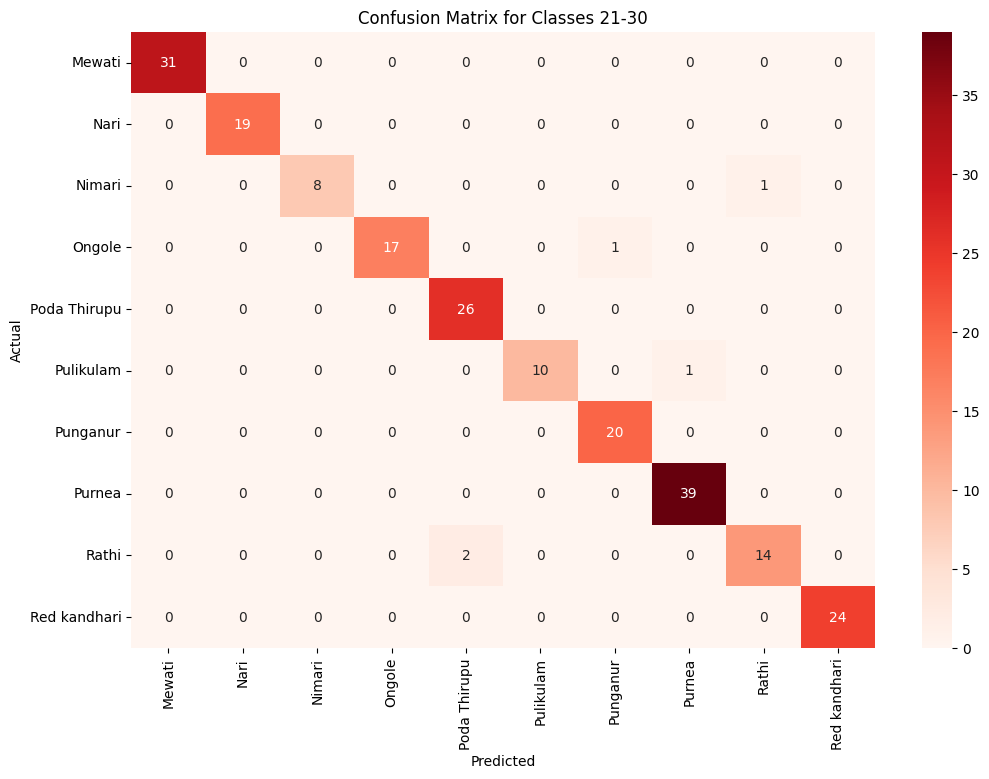 Confusion Matrix for Classes 21-30
Actual
Mewati 31 0 0 0 0 0 0 0 0 0
Nari 0 19 0 0 0 0 0 0 0 0
Nimari 0 0 8 0 0 0 0 0 1 0
Ongole 0 0 0 17 0 0 1 0 0 0
Poda Thirupu 0 0 0 0 26 0 0 0 0 0
Pulikulam 0 0 0 0 0 10 0 1 0 0
Punganur 0 0 0 0 0 0 20 0 0 0
Purnea 0 0 0 0 0 0 0 39 0 0
Rathi 0 0 0 0 2 0 0 0 14 0
Red kandhari 0 0 0 0 0 0 0 0 0 24
Mewati Nari Nimari Ongole Poda Thirupu Pulikulam Punganur Purnea Rathi Red kandhari
Predicted
35
30
25
20
15
10
5
0